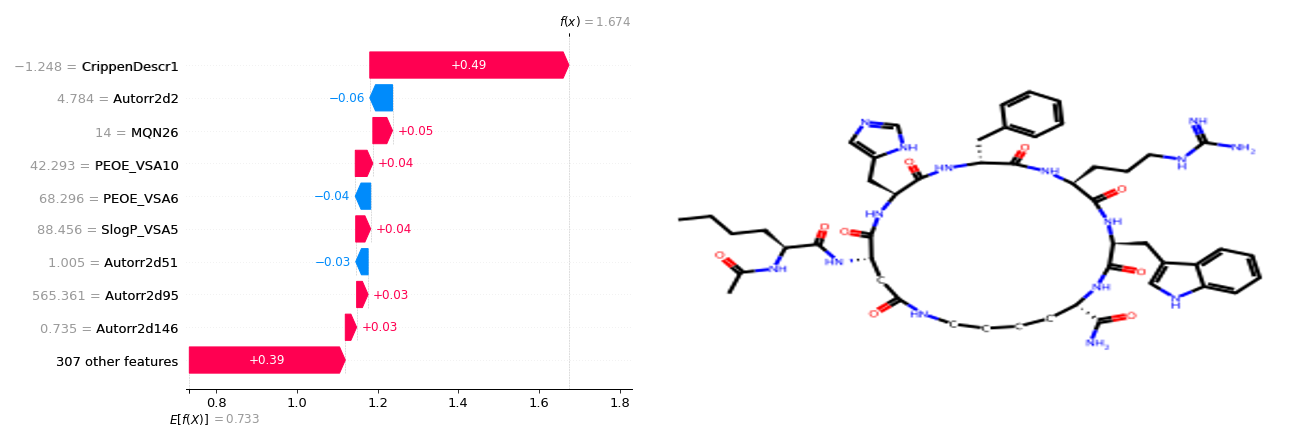 f(x) = 1.674
−1.248 = CrippenDescr1
+0.49
4.784 = Autorr2d2
−0.06
14 = MQN26
+0.05
42.293 = PEOE_VSA10
+0.04
68.296 = PEOE_VSA6
−0.04
88.456 = SlogP_VSA5
+0.04
1.005 = Autorr2d51
−0.03
565.361 = Autorr2d95
+0.03
0.735 = Autorr2d146
+0.03
307 other features
+0.39
0.8 1.0 1.2 1.4 1.6 1.8
E[f(X)] = 0.733
N
NH
O
HN
O
NH
NH
N
H
NH₂
O
NH
HN
O
O
HN
O
NH
O
NH
N
H
O
HN
C
C
C
C
C
O
NH₂